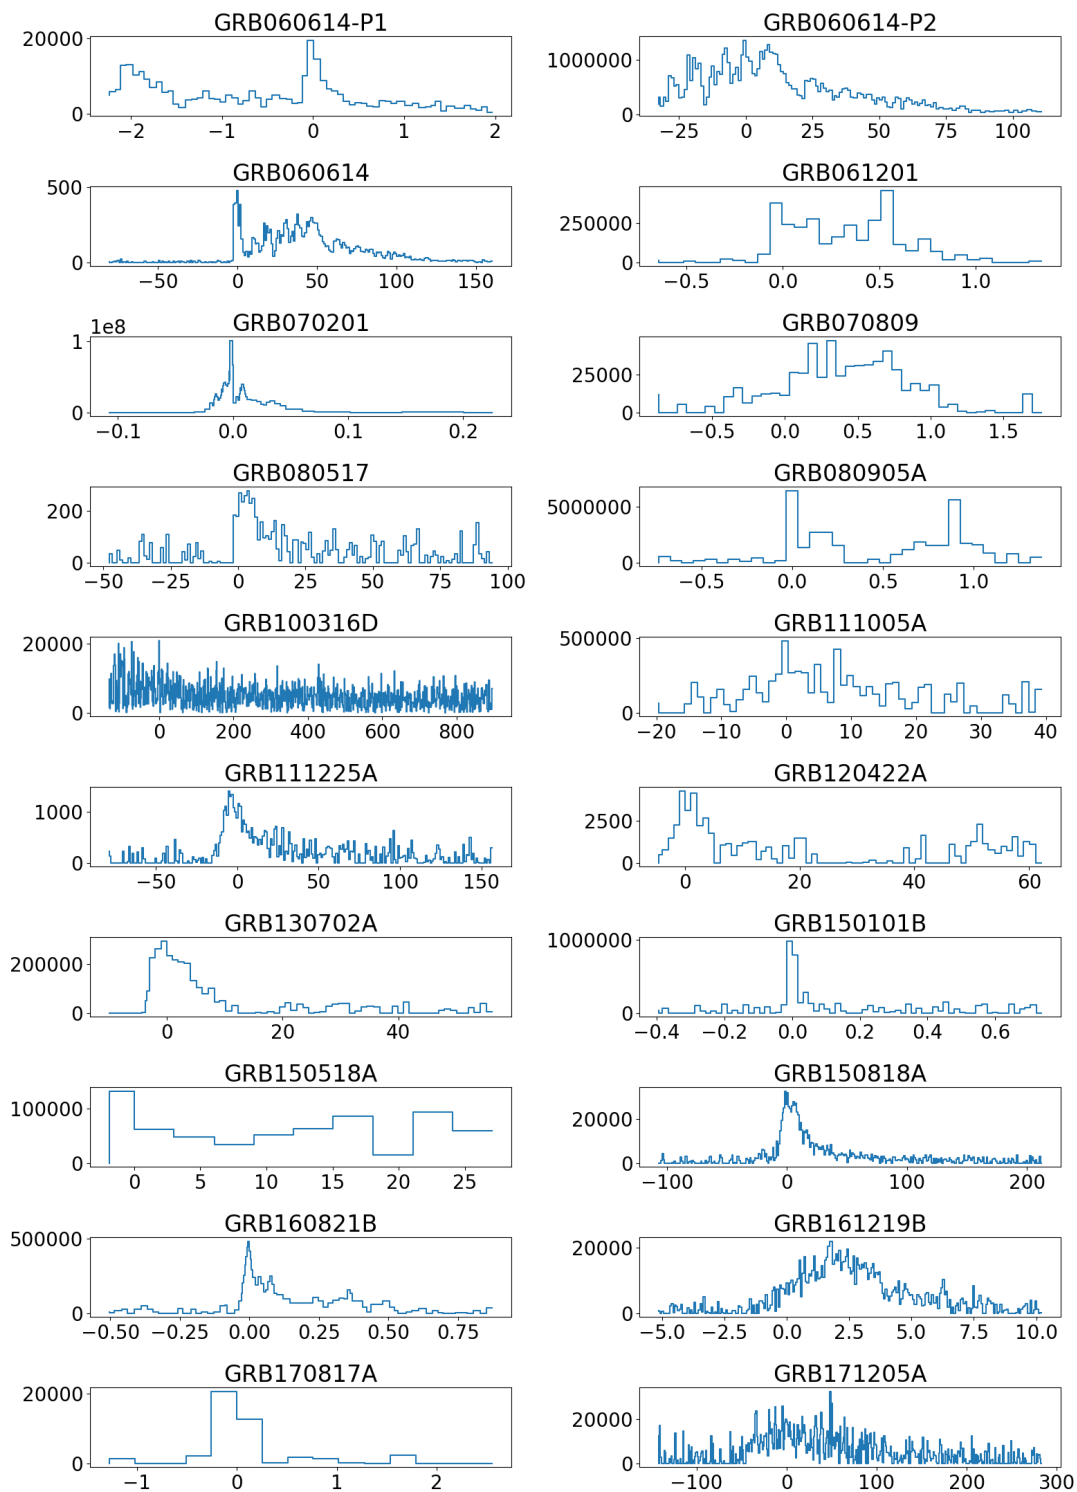 GRB060614-P1
20000
0
−2 −1 0 1 2
GRB060614-P2
1000000
0
−25 0 25 50 75 100
GRB060614
500
0
−50 0 50 100 150
GRB061201
250000
0
−0.5 0.0 0.5 1.0
GRB070201
1e8
1
0
−0.1 0.0 0.1 0.2
GRB070809
25000
0
−0.5 0.0 0.5 1.0 1.5
GRB080517
200
0
−50 −25 0 25 50 75 100
GRB080905A
5000000
0
−0.5 0.0 0.5 1.0
GRB100316D
20000
0
0 200 400 600 800
GRB111005A
500000
0
−20 −10 0 10 20 30 40
GRB111225A
1000
0
−50 0 50 100 150
GRB120422A
2500
0
0 20 40 60
GRB130702A
200000
0
0 20 40
GRB150101B
1000000
0
−0.4 −0.2 0.0 0.2 0.4 0.6
GRB150518A
100000
0
0 5 10 15 20 25
GRB150818A
20000
0
−100 0 100 200
GRB160821B
500000
0
−0.50 −0.25 0.00 0.25 0.50 0.75
GRB161219B
20000
0
−5.0 −2.5 0.0 2.5 5.0 7.5 10.0
GRB170817A
20000
0
−1 0 1 2
GRB171205A
20000
0
−100 0 100 200 300